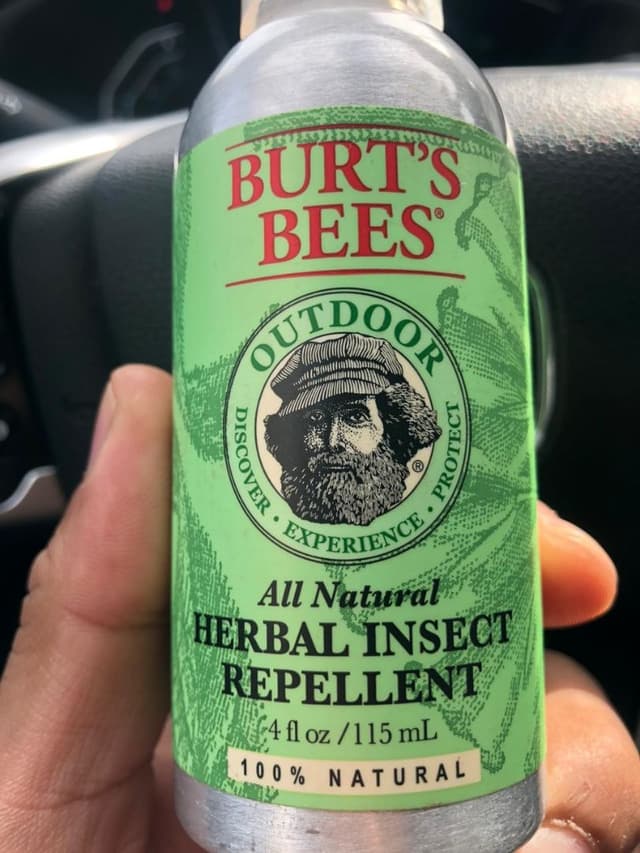 BURT'S
BEES®
OUTDOOR
DISCOVER • EXPERIENCE • PROTECT
®
All Natural
HERBAL INSECT
REPELLENT
4 fl oz / 115 mL
100% NATURAL